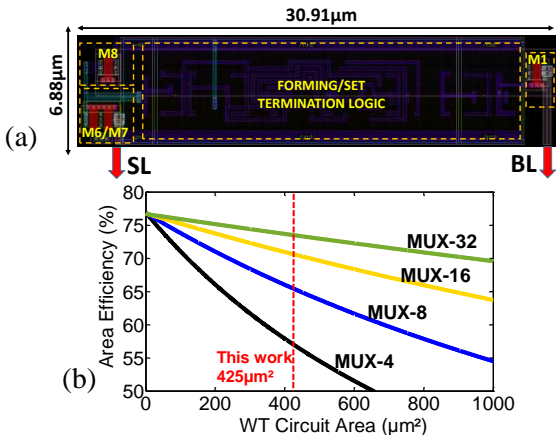 30.91µm
6.88µm
M8
M1
FORMING/SET
TERMINATION LOGIC
M6/M7
(a)
SL
BL
Area Efficiency (%)
80
75
70
65
60
55
50
MUX-32
MUX-16
MUX-8
MUX-4
This work
425µm²
(b)
0
200
400
600
800
1000
WT Circuit Area (µm²)